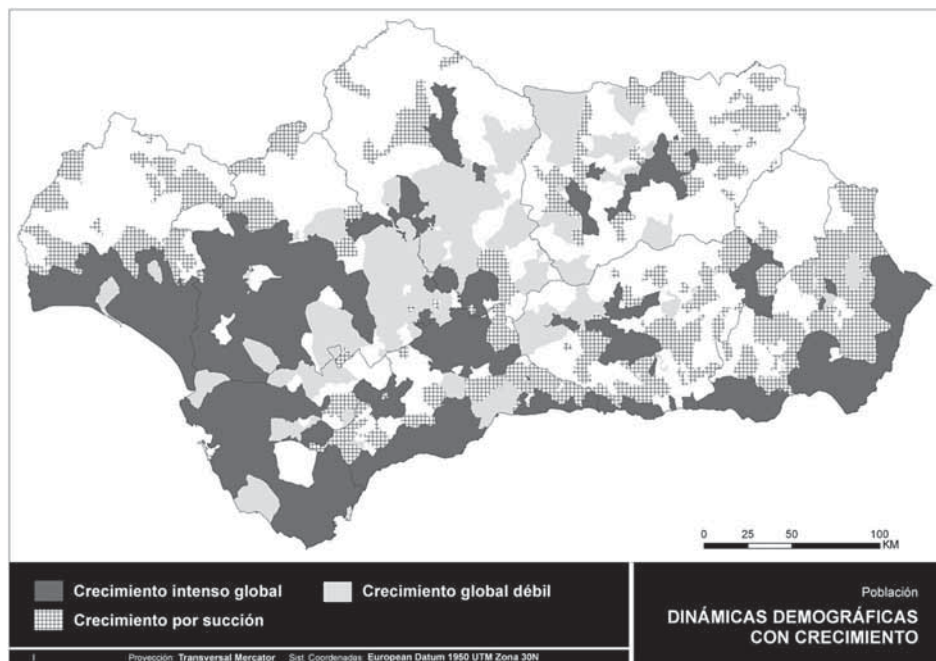 0 25 50 100
KM
Crecimiento intenso global
Crecimiento global débil
Crecimiento por succión
Población
DINÁMICAS DEMOGRÁFICAS
CON CRECIMIENTO
Proyección: Transversal Mercator Sist. Coordenadas: European Datum 1950 UTM Zona 30N